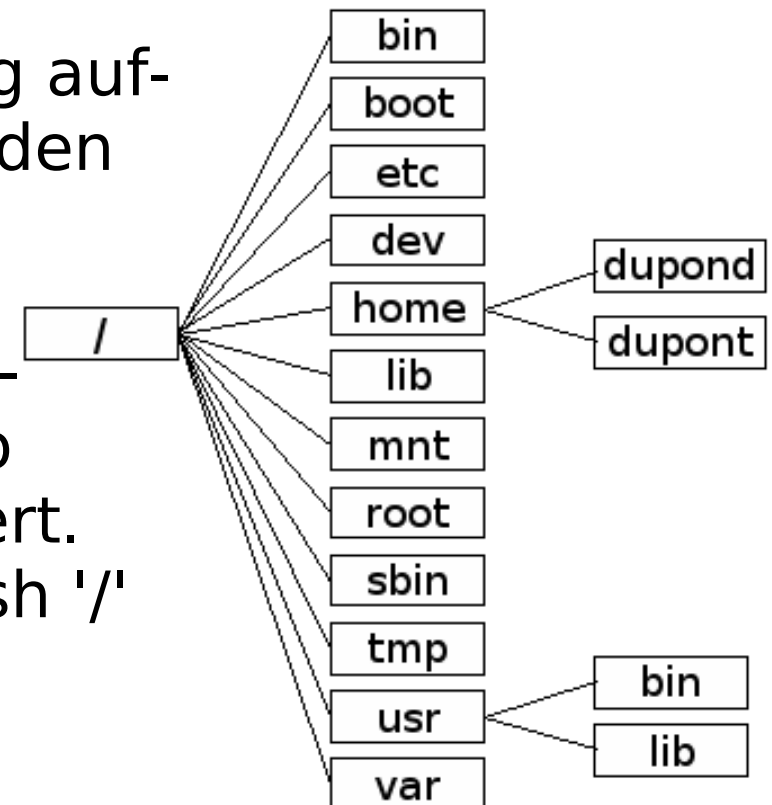 g auf-
den
/
-
ert.
sh '/'
bin
boot
etc
dev
home
lib
mnt
root
sbin
tmp
usr
var
dupond
dupont
bin
lib